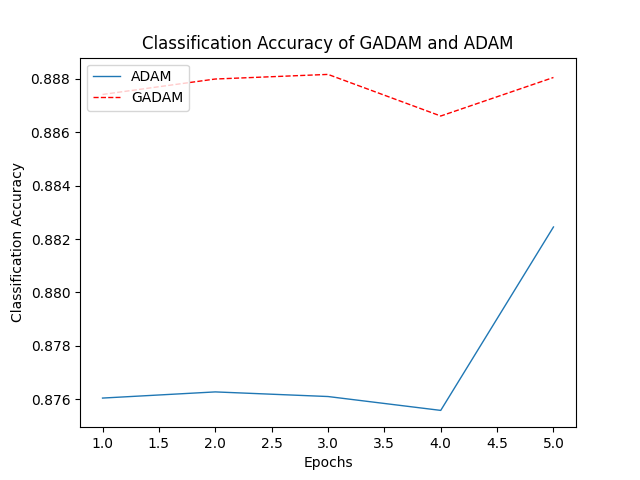 Classification Accuracy of GADAM and ADAM
ADAM
GADAM
Classification Accuracy
0.888
0.886
0.884
0.882
0.880
0.878
0.876
1.0 1.5 2.0 2.5 3.0 3.5 4.0 4.5 5.0
Epochs